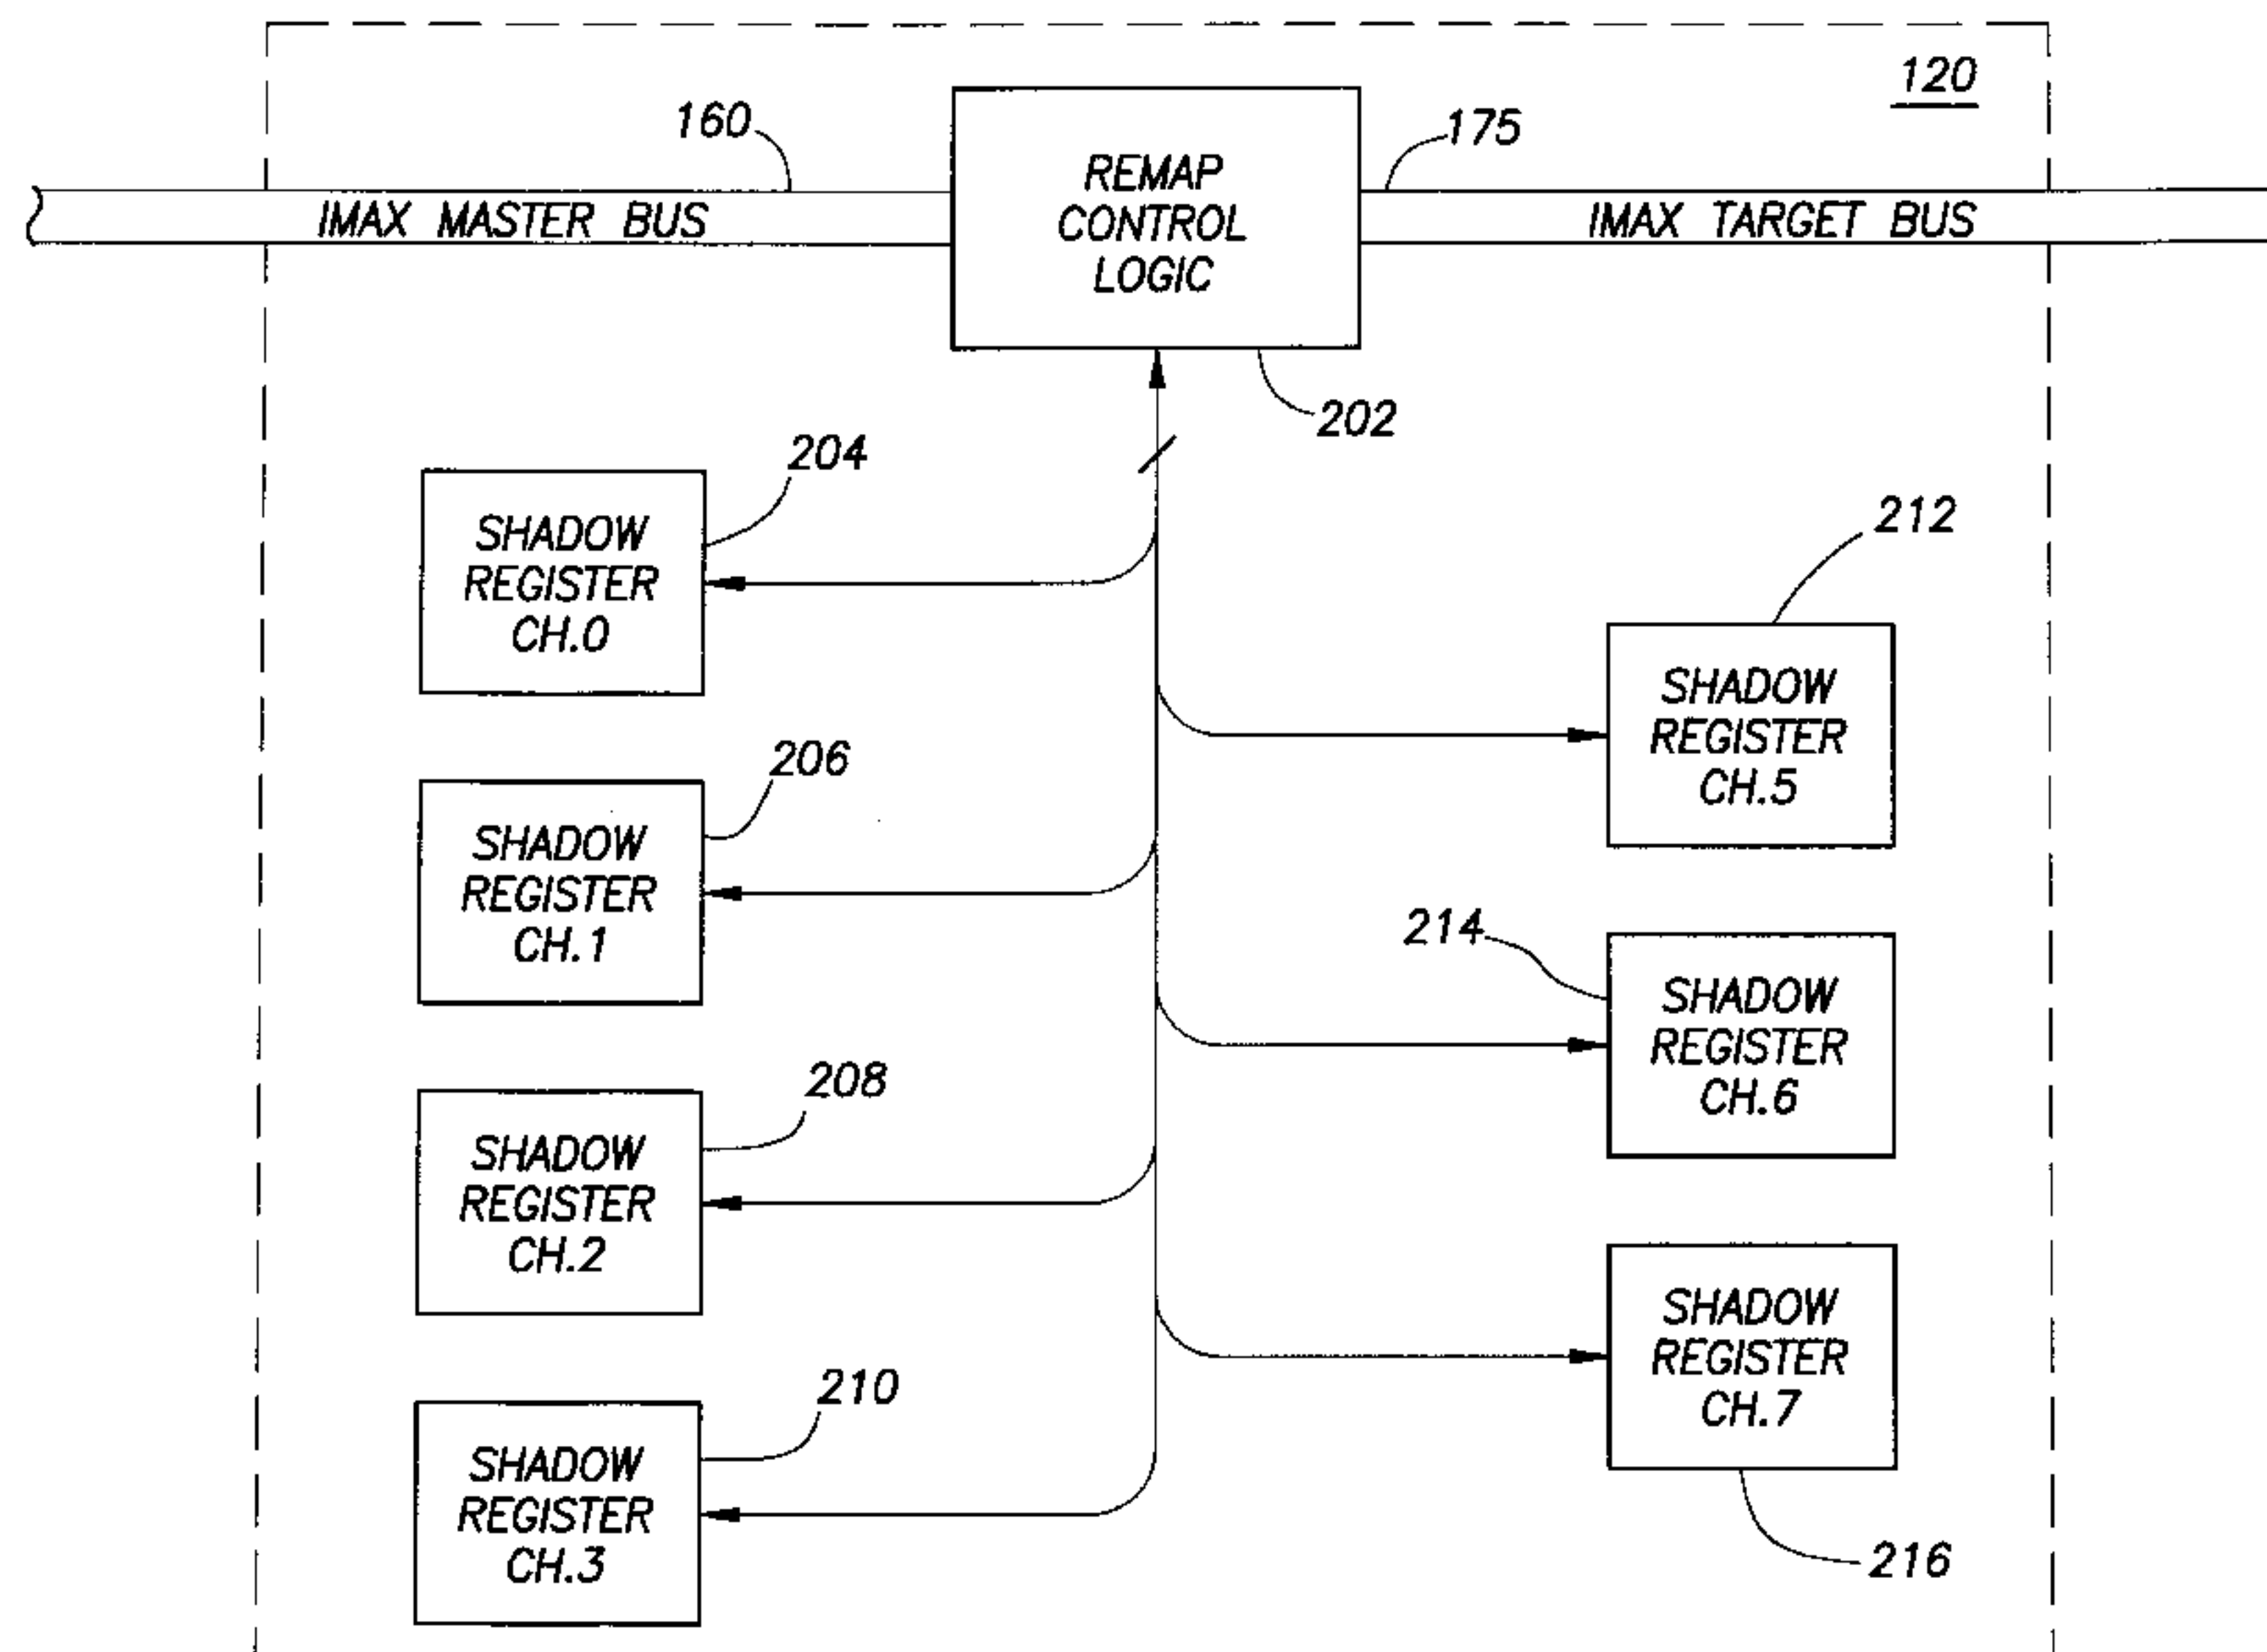 120
160
175
REMAP
CONTROL
LOGIC
IMAX MASTER BUS
IMAX TARGET BUS
202
204
SHADOW
REGISTER
CH.0
212
SHADOW
REGISTER
CH.5
206
SHADOW
REGISTER
CH.1
214
SHADOW
REGISTER
CH.6
208
SHADOW
REGISTER
CH.2
SHADOW
REGISTER
CH.7
216
210
SHADOW
REGISTER
CH.3